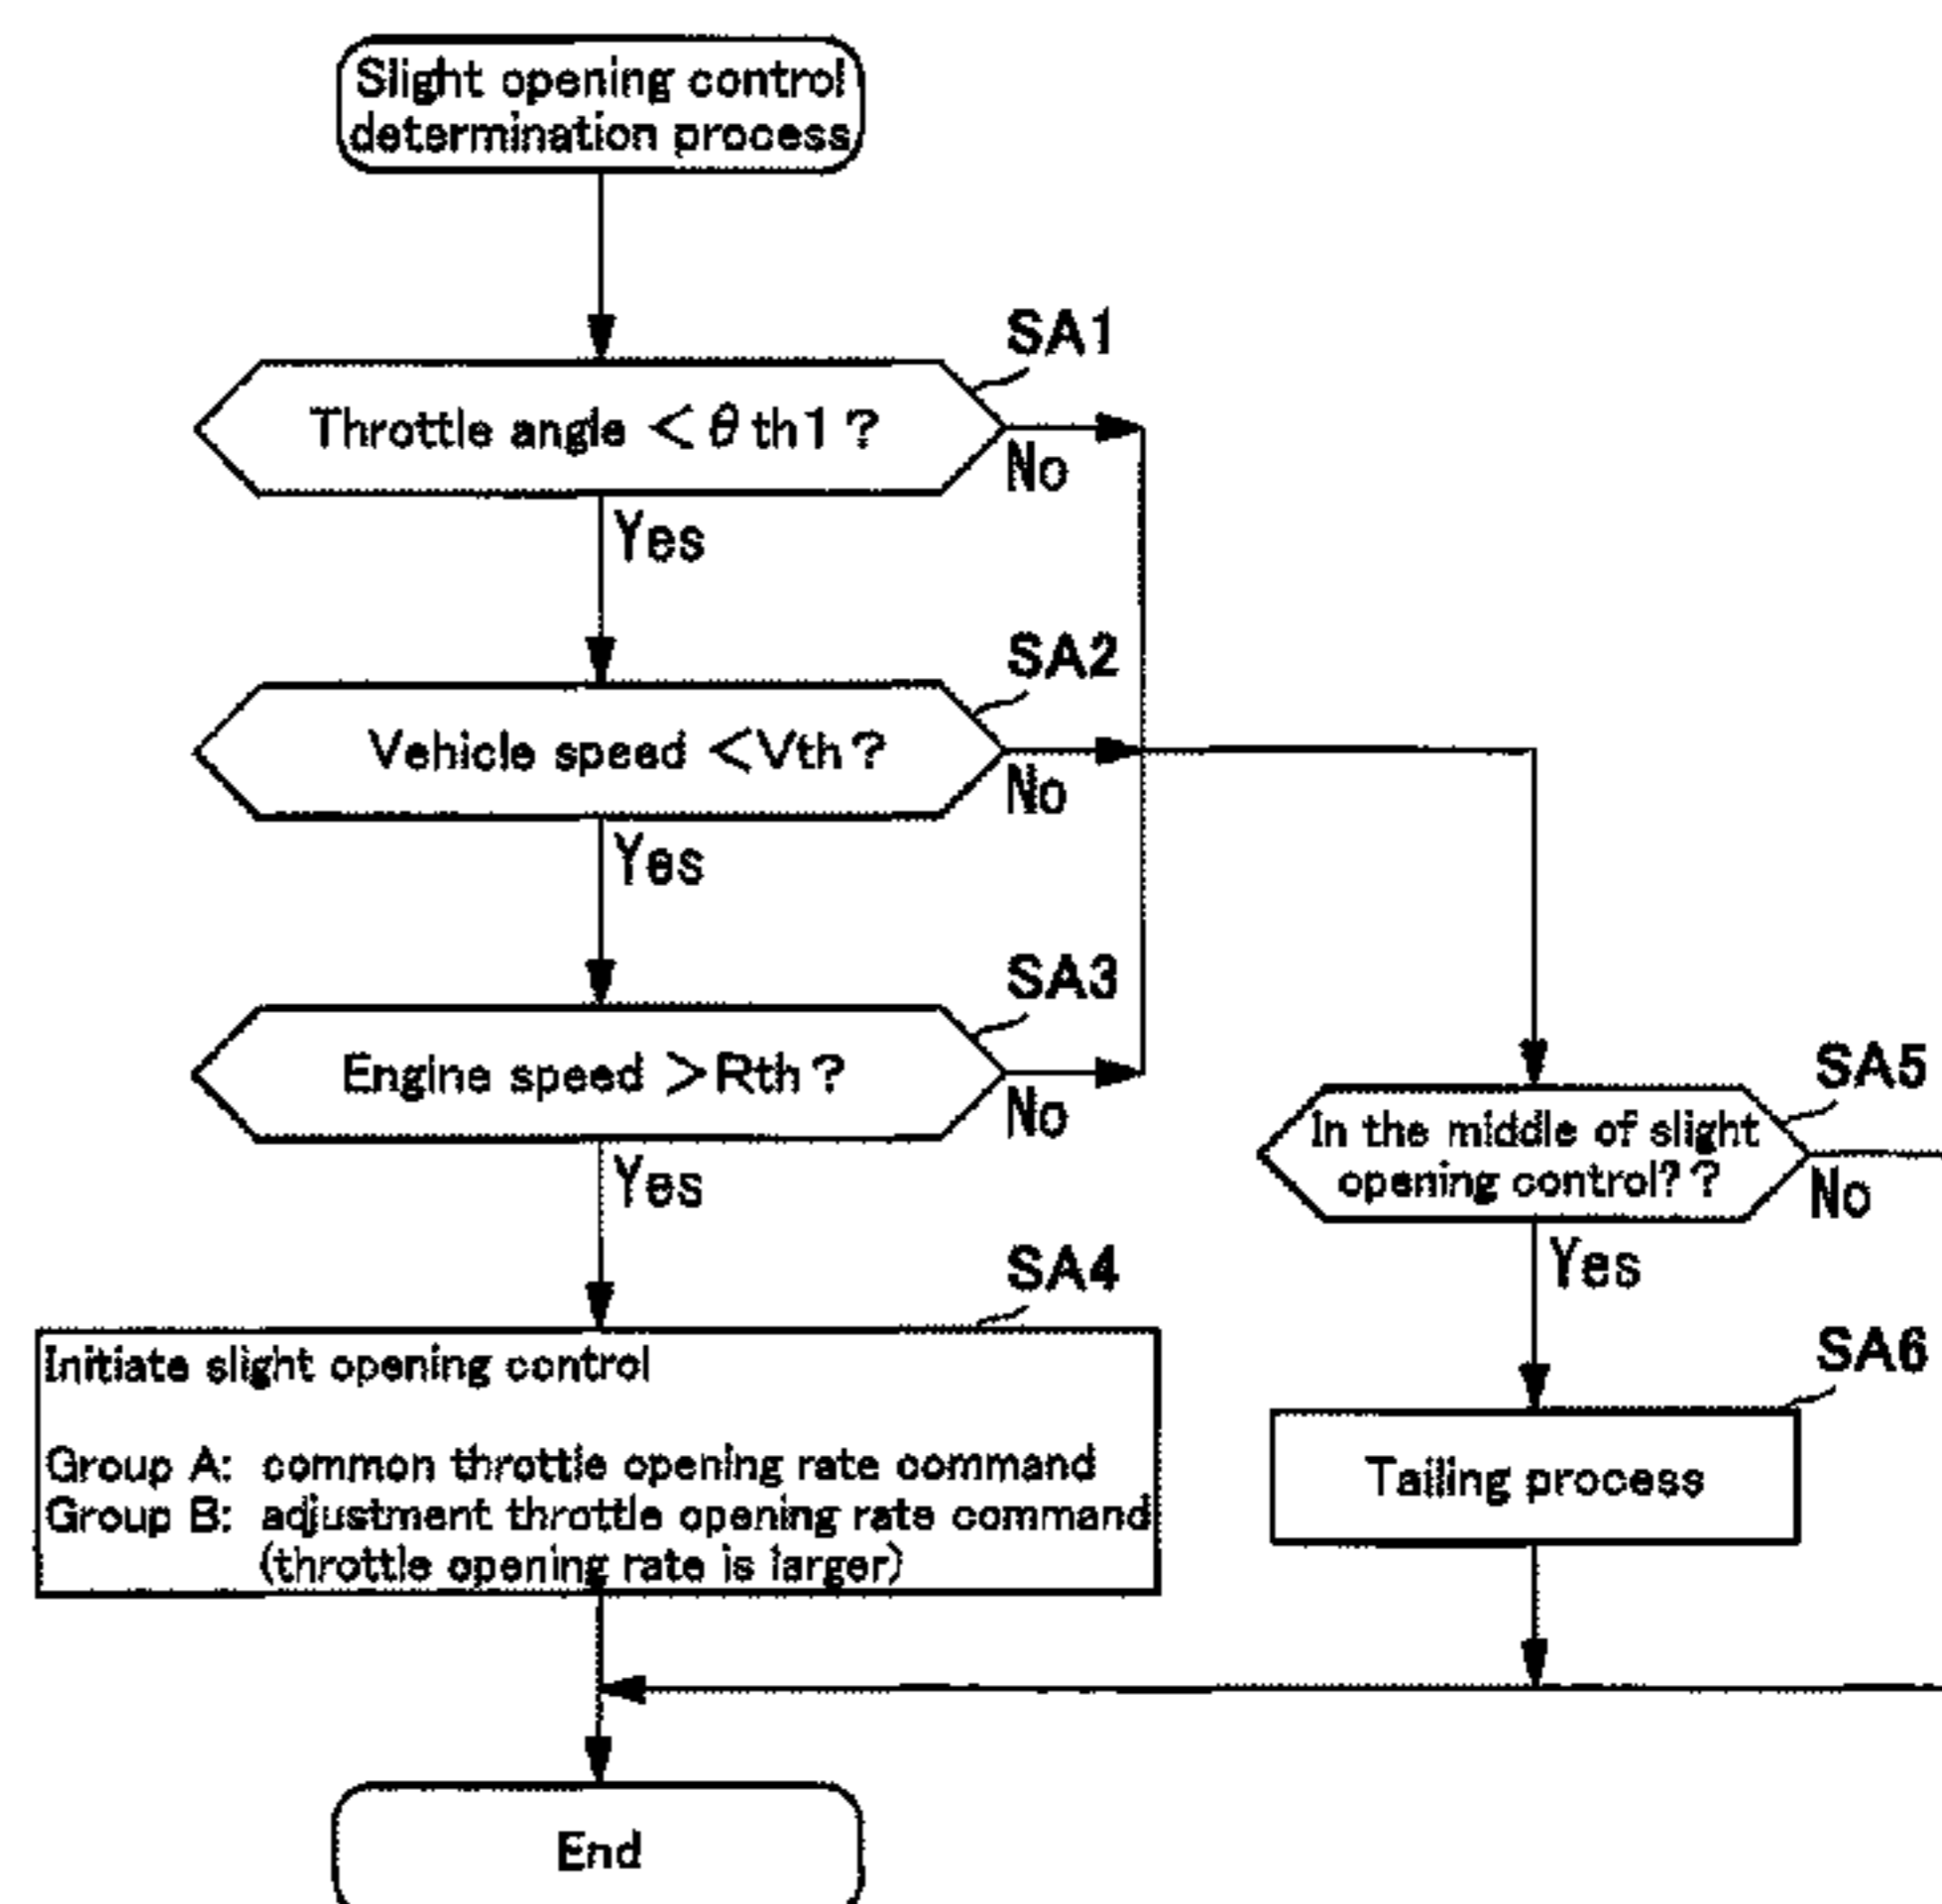 Slight opening control
determination process
SA1
Throttle angle <θth1?
No
Yes
SA2
Vehicle speed <Vth?
No
Yes
SA3
Engine speed >Rth?
No
Yes
SA4
Initiate slight opening control
Group A: common throttle opening rate command
Group B: adjustment throttle opening rate command
(throttle opening rate is larger)
SA5
In the middle of slight
opening control??
No
Yes
SA6
Tailing process
End